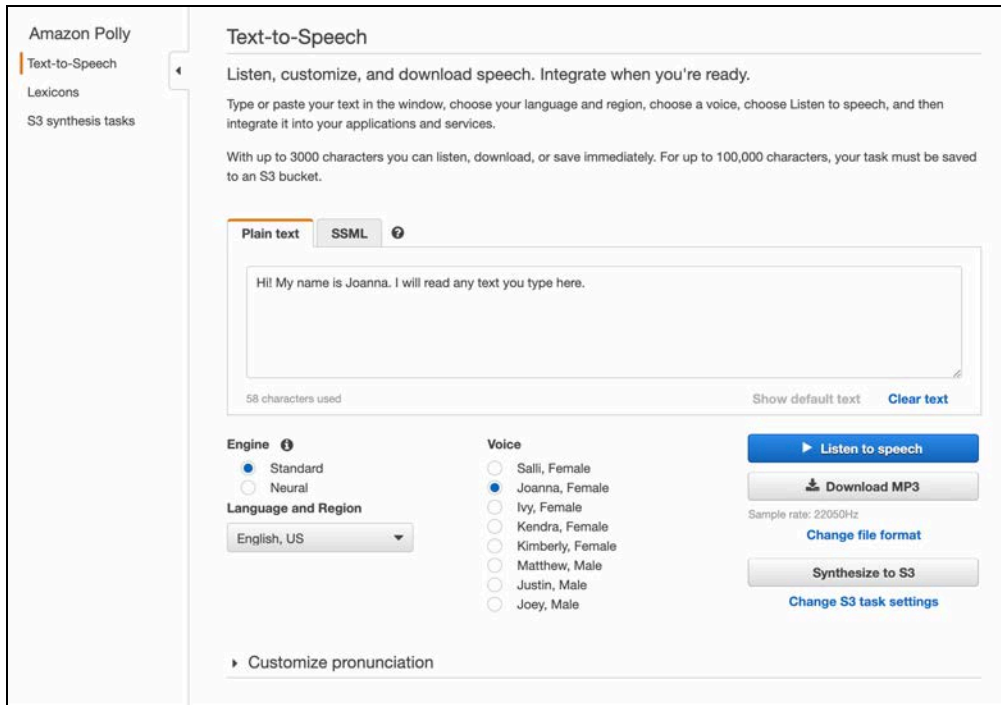 Amazon Polly
Text-to-Speech
Lexicons
S3 synthesis tasks
Text-to-Speech
Listen, customize, and download speech. Integrate when you're ready.
Type or paste your text in the window, choose your language and region, choose a voice, choose Listen to speech, and then
integrate it into your applications and services.
With up to 3000 characters you can listen, download, or save immediately. For up to 100,000 characters, your task must be saved
to an S3 bucket.
Plain text SSML
Hi! My name is Joanna. I will read any text you type here.
58 characters used Show default text Clear text
Engine
Standard
Neural
Language and Region
English, US
Voice
Salli, Female
Joanna, Female
Ivy, Female
Kendra, Female
Kimberly, Female
Matthew, Male
Justin, Male
Joey, Male
Listen to speech
Download MP3
Sample rate: 22050Hz
Change file format
Synthesize to S3
Change S3 task settings
Customize pronunciation